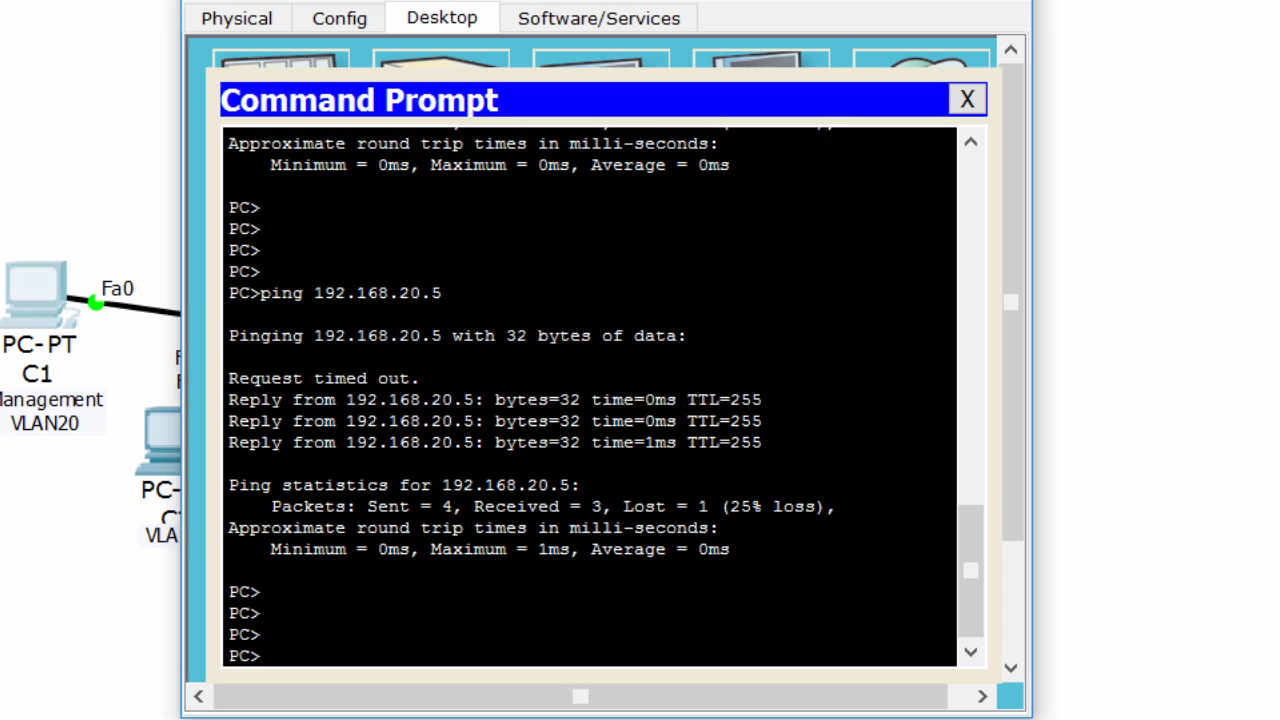 Physical
Config
Desktop
Software/Services
Command Prompt
X
Approximate round trip times in milli-seconds:
Minimum = 0ms, Maximum = 0ms, Average = 0ms
PC>
PC>
PC>
PC>
PC>ping 192.168.20.5
Pinging 192.168.20.5 with 32 bytes of data:
Request timed out.
Reply from 192.168.20.5: bytes=32 time=0ms TTL=255
Reply from 192.168.20.5: bytes=32 time=0ms TTL=255
Reply from 192.168.20.5: bytes=32 time=1ms TTL=255
Ping statistics for 192.168.20.5:
Packets: Sent = 4, Received = 3, Lost = 1 (25% loss),
Approximate round trip times in milli-seconds:
Minimum = 0ms, Maximum = 1ms, Average = 0ms
PC>
PC>
PC>
PC>
Fa0
PC-PT
C1
Management
VLAN20
PC-
VLA